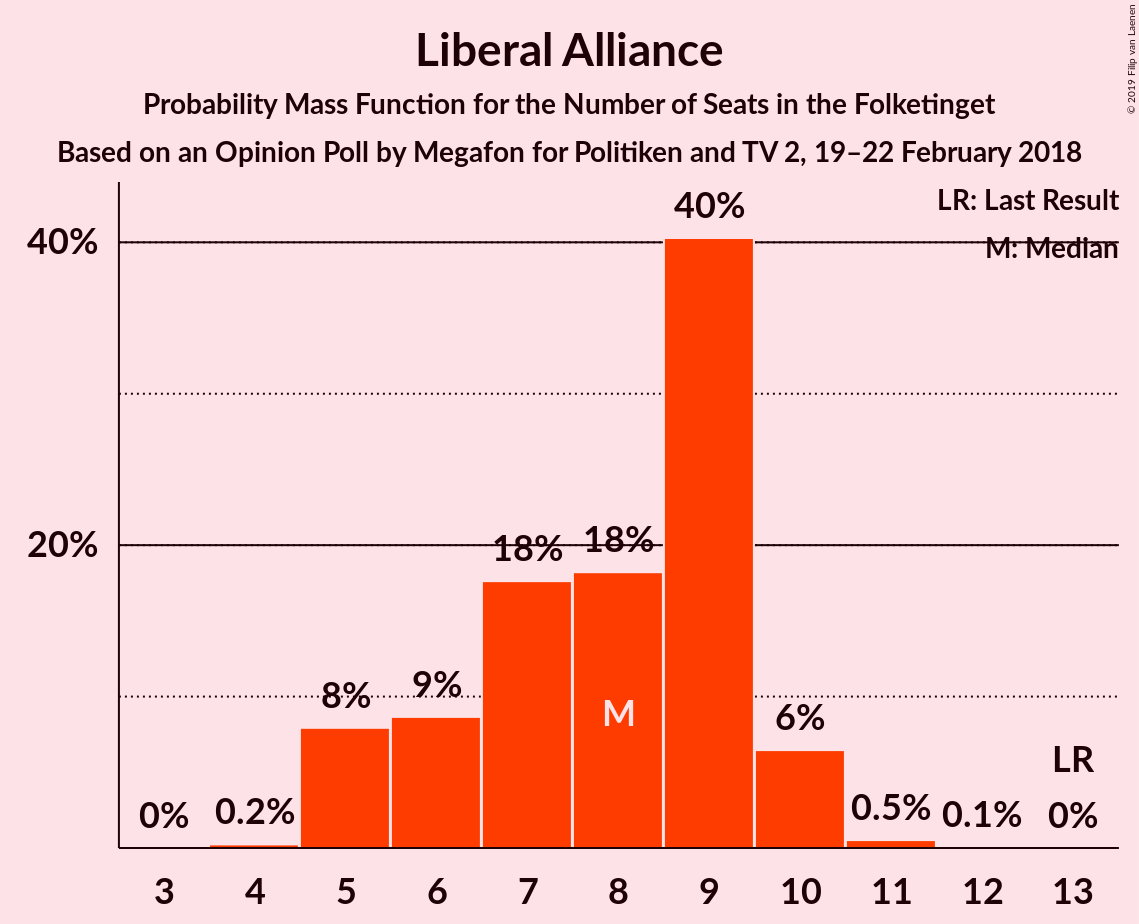 Liberal Alliance
Probability Mass Function for the Number of Seats in the Folketinget
Based on an Opinion Poll by Megafon for Politiken and TV 2, 19–22 February 2018
© 2019 Filip van Laenen
LR: Last Result
M: Median
40%
20%
0%
0.2%
8%
9%
18%
18%
40%
6%
0.5%
0.1%
0%
M
LR
3 4 5 6 7 8 9 10 11 12 13